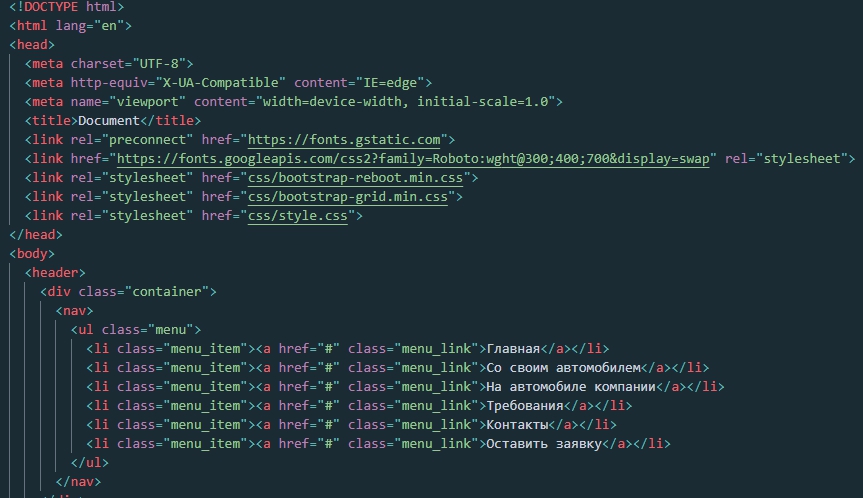 <!DOCTYPE html>
<html lang="en">
<head>
<meta charset="UTF-8">
<meta http-equiv="X-UA-Compatible" content="IE=edge">
<meta name="viewport" content="width=device-width, initial-scale=1.0">
<title>Document</title>
<link rel="preconnect" href="https://fonts.gstatic.com">
<link href="https://fonts.googleapis.com/css2?family=Roboto:wght@300;400;700&display=swap" rel="stylesheet">
<link rel="stylesheet" href="css/bootstrap-reboot.min.css">
<link rel="stylesheet" href="css/bootstrap-grid.min.css">
<link rel="stylesheet" href="css/style.css">
</head>
<body>
<header>
<div class="container">
<nav>
<ul class="menu">
<li class="menu_item"><a href="#" class="menu_link">Главная</a></li>
<li class="menu_item"><a href="#" class="menu_link">Со своим автомобилем</a></li>
<li class="menu_item"><a href="#" class="menu_link">На автомобиле компании</a></li>
<li class="menu_item"><a href="#" class="menu_link">Требования</a></li>
<li class="menu_item"><a href="#" class="menu_link">Контакты</a></li>
<li class="menu_item"><a href="#" class="menu_link">Оставить заявку</a></li>
</ul>
</nav>